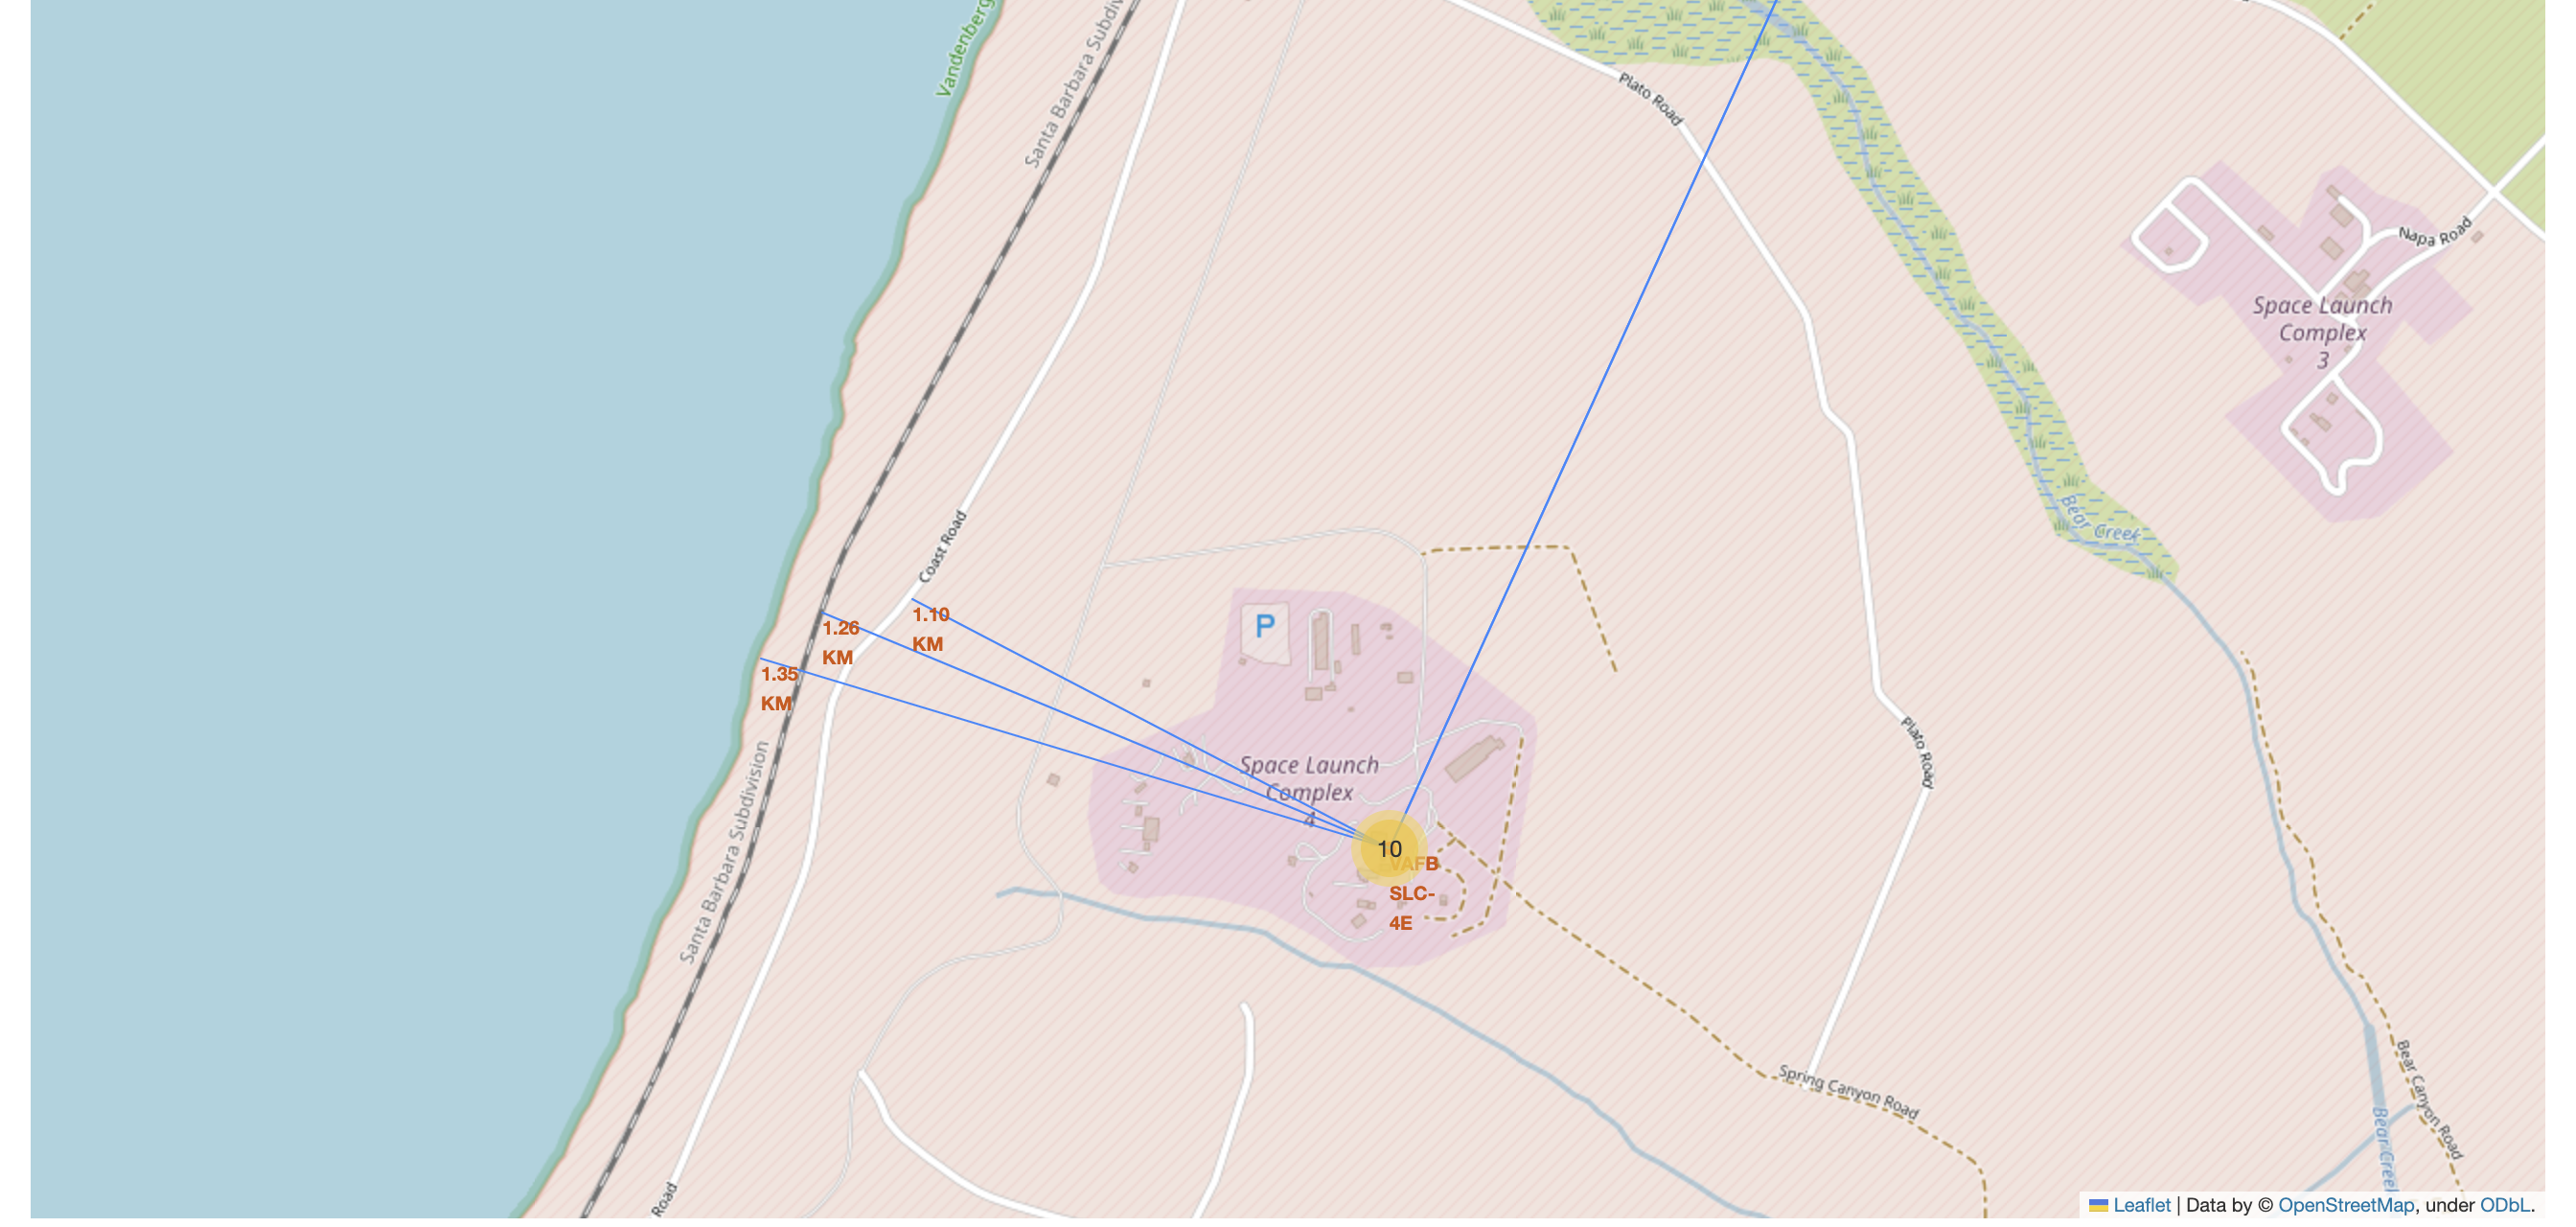 Vandenberg
Santa Barbara Subdiv
Plato Road
Napa Road
Space Launch
Complex
3
Bear Creek
Coast Road
1.10
KM
1.26
KM
1.35
KM
P
Santa Barbara Subdivision
Plato Road
Space Launch
Complex
4
10
VAFB
SLC-
4E
Spring Canyon Road
Bear Canyon Road
Bear Creek
Road
Leaflet | Data by © OpenStreetMap, under ODbL.